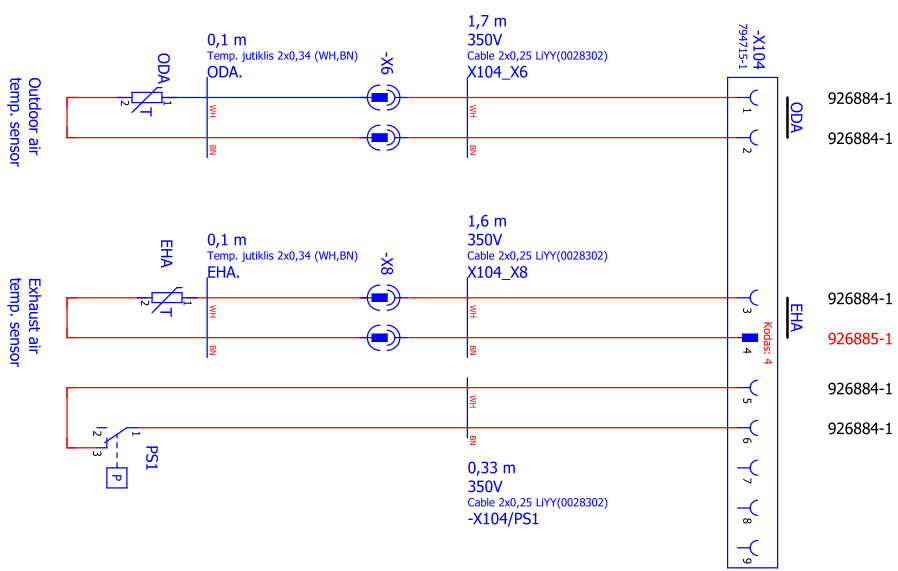 1,7 m
350V
Cable 2x0,25 LiYY(0028302)
X104_X6
-X104
794715-1
0,1 m
Temp. jutiklis 2x0,34 (WH,BN)
ODA.
-X6
ODA
2
1
T
Outdoor air
temp. sensor
WH
BN
WH
BN
1
2
ODA
926884-1
926884-1
1,6 m
350V
Cable 2x0,25 LiYY(0028302)
X104_X8
0,1 m
Temp. jutiklis 2x0,34 (WH,BN)
EHA.
-X8
EHA
2
1
T
Exhaust air
temp. sensor
WH
BN
WH
BN
3
4
Kodas: 4
EHA
926884-1
926885-1
WH
BN
5
6
926884-1
926884-1
2
1
3
PS1
P
0,33 m
350V
Cable 2x0,25 LiYY(0028302)
-X104/PS1
7
8
9